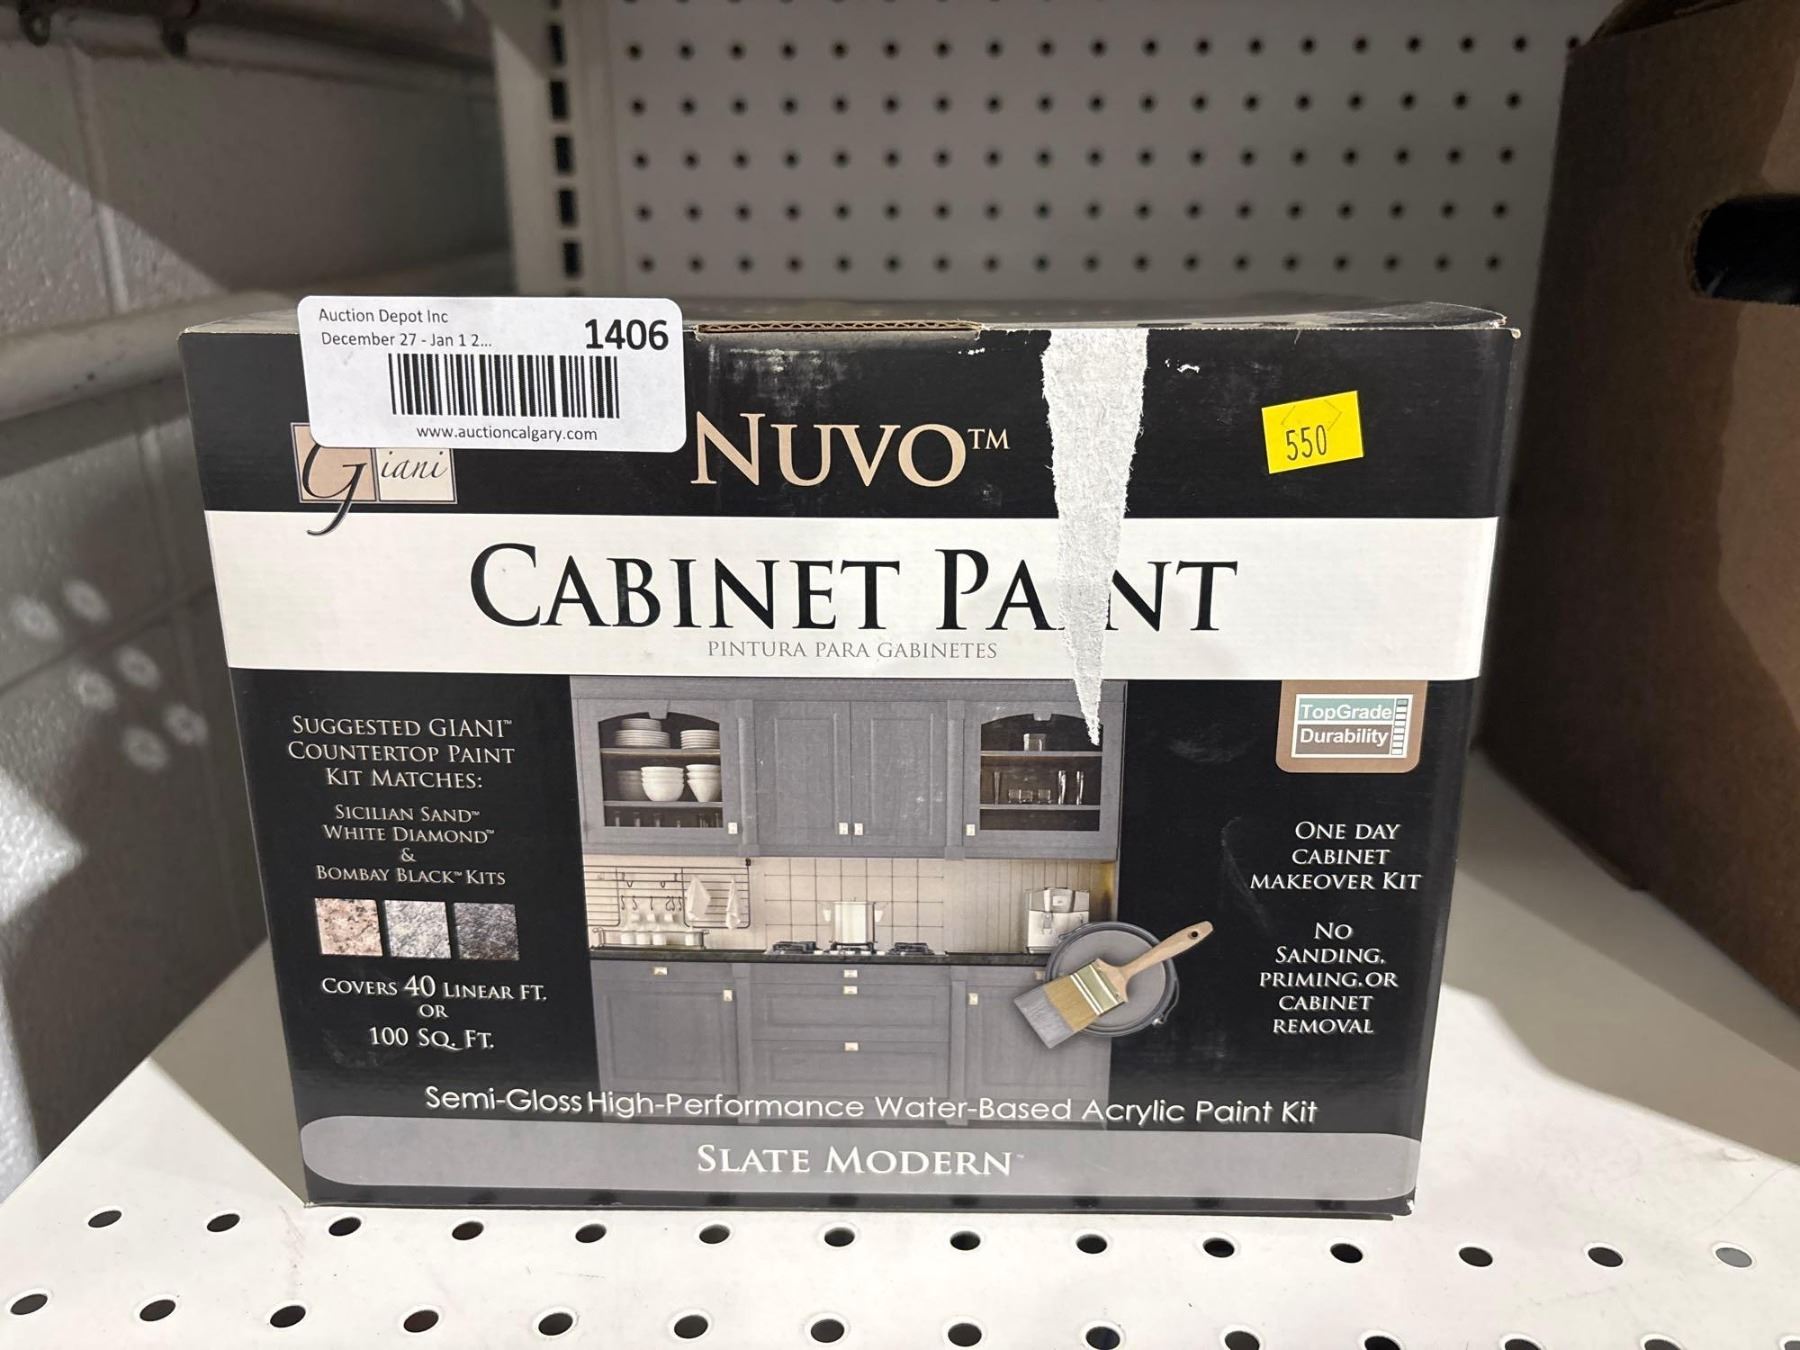 Auction Depot Inc
December 27 - Jan 1 2...
1406
www.auctioncalgary.com
Giani
NUVO™
550
CABINET PA NT
PINTURA PARA GABINETES
SUGGESTED GIANI™
COUNTERTOP PAINT
KIT MATCHES:
SICILIAN SAND™
WHITE DIAMOND™
&
BOMBAY BLACK™ KITS
COVERS 40 LINEAR FT.
OR
100 SQ. FT.
TopGrade
Durability
ONE DAY
CABINET
MAKEOVER KIT
NO
SANDING,
PRIMING, OR
CABINET
REMOVAL
Semi-Gloss High-Performance Water-Based Acrylic Paint Kit
SLATE MODERN™